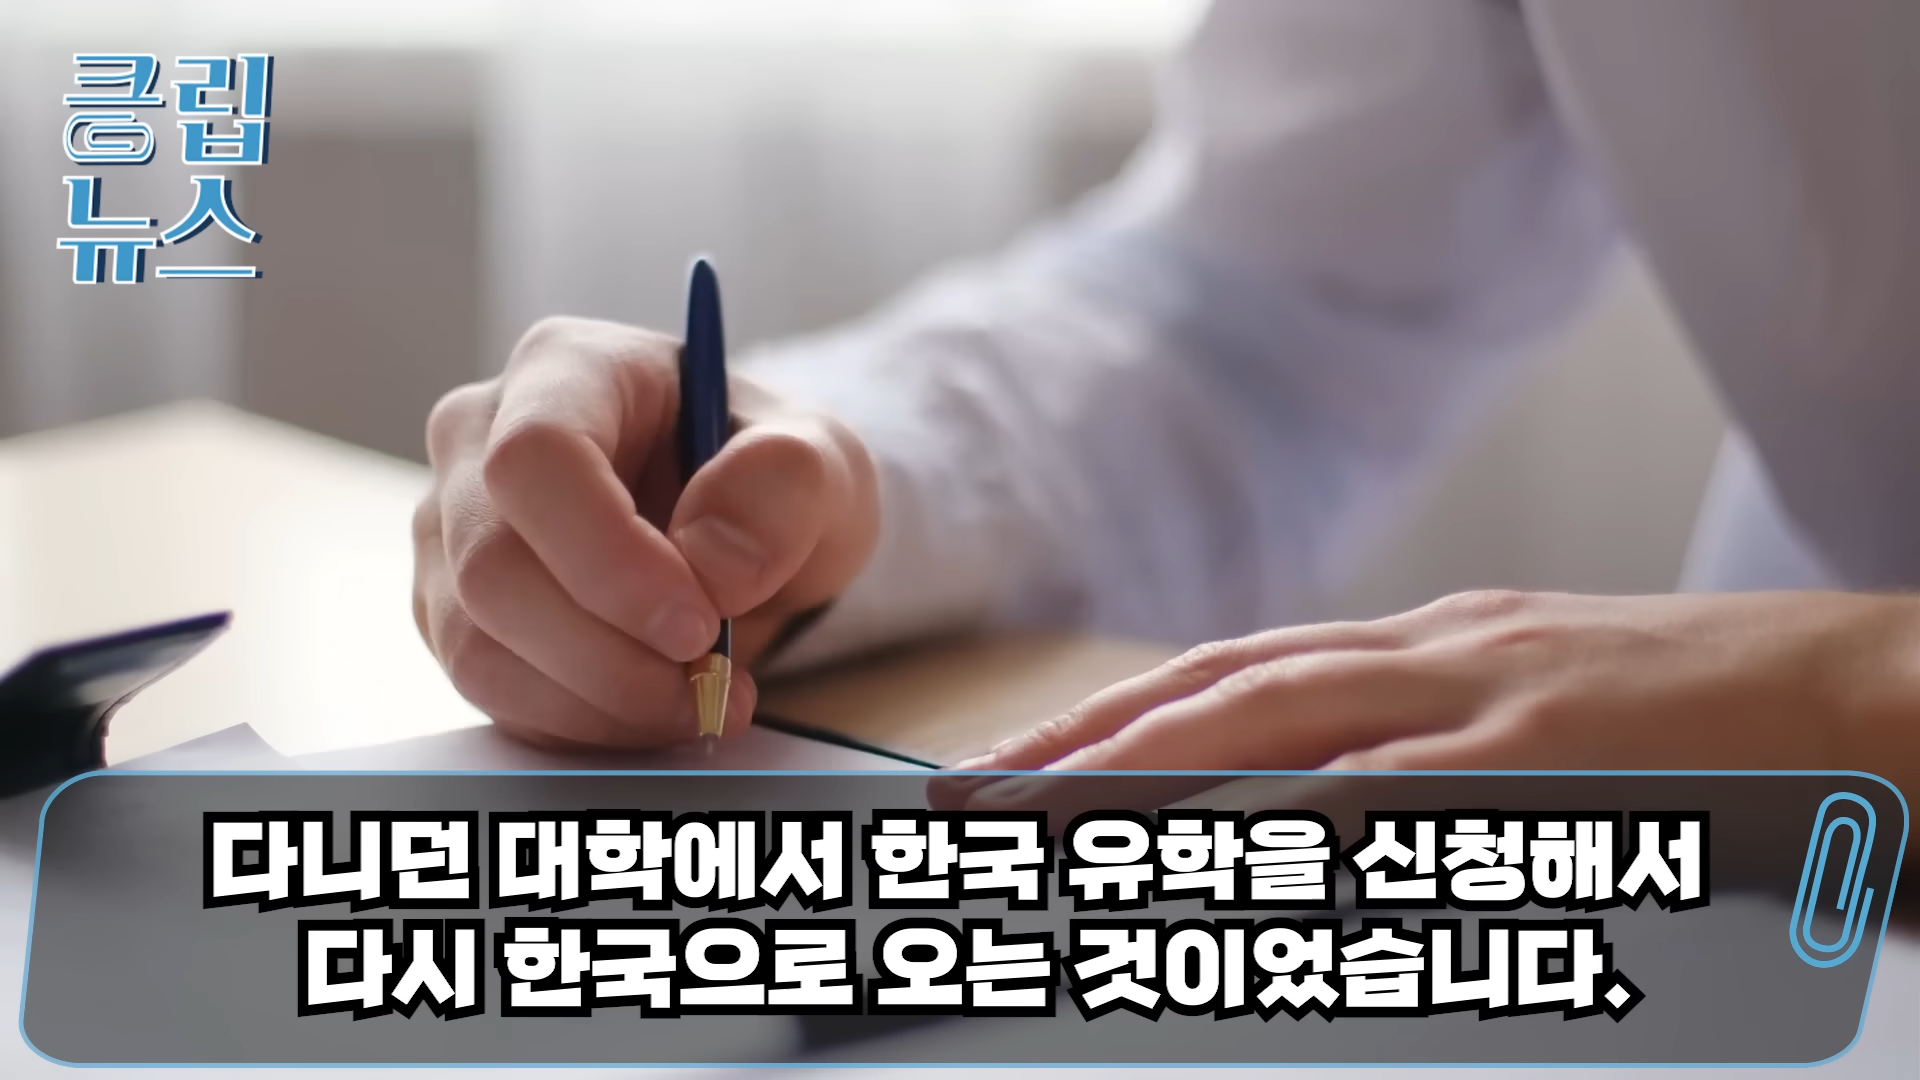 클립
뉴스
다니던 대학에서 한국 유학을 신청해서
다시 한국으로 오는 것이었습니다.